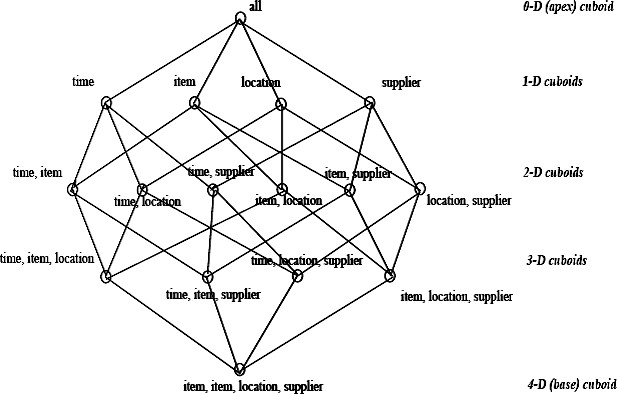 all
0-D (apex) cuboid
time
item
location
supplier
1-D cuboids
time, item
time, supplier
item, supplier
2-D cuboids
time, location
item, location
location, supplier
time, item, location
time, location, supplier
3-D cuboids
time, item, supplier
item, location, supplier
item, item, location, supplier
4-D (base) cuboid